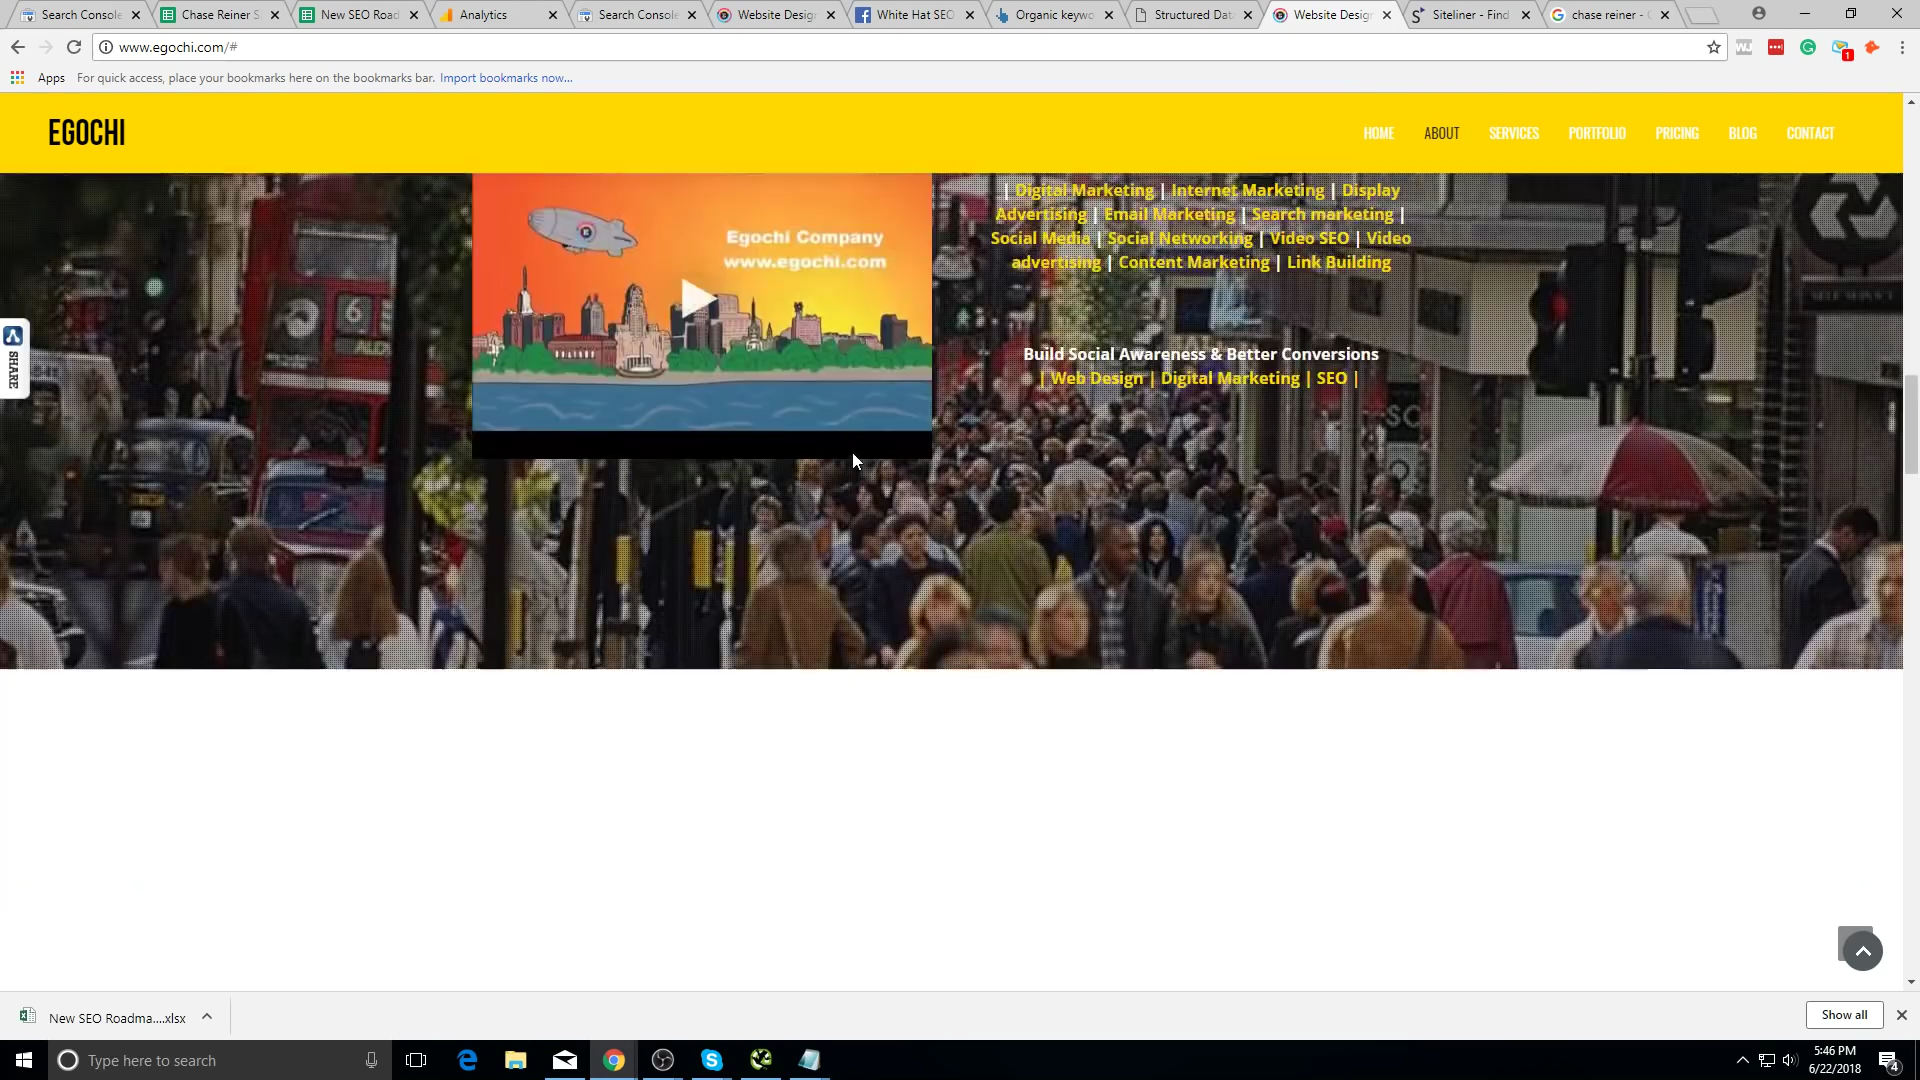 Search Console
Chase Reiner S
New SEO Road
Analytics
Search Console
Website Desig
White Hat SEO
Organic keywo
Structured Dat
Website Desig
Siteliner - Find
chase reiner -
www.egochi.com/#
Apps
For quick access, place your bookmarks here on the bookmarks bar. Import bookmarks now...
EGOCHI
HOME ABOUT SERVICES PORTFOLIO PRICING BLOG CONTACT
| Digital Marketing | Internet Marketing | Display
Advertising | Email Marketing | Search marketing |
Social Media | Social Networking | Video SEO | Video
advertising | Content Marketing | Link Building
Egochi Company
www.egochi.com
Build Social Awareness & Better Conversions
| Web Design | Digital Marketing | SEO |
SHARE
6
New SEO Roadma....xlsx
Show all
Type here to search
5:46 PM
6/22/2018
1
4